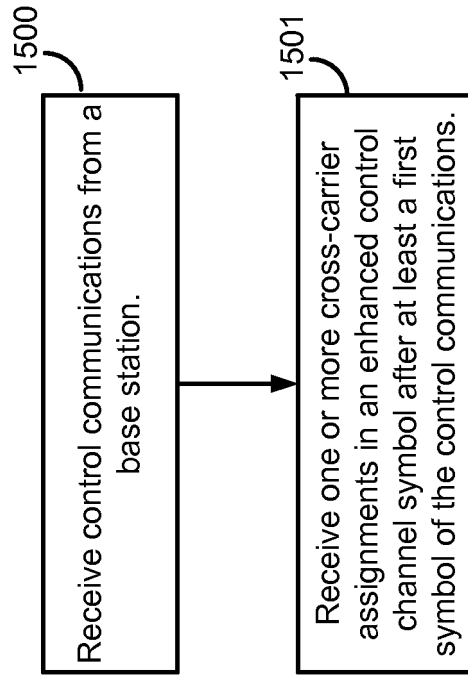 1500
Receive control communications from a
base station.
1501
Receive one or more cross-carrier
assignments in an enhanced control
channel symbol after at least a first
symbol of the control communications.